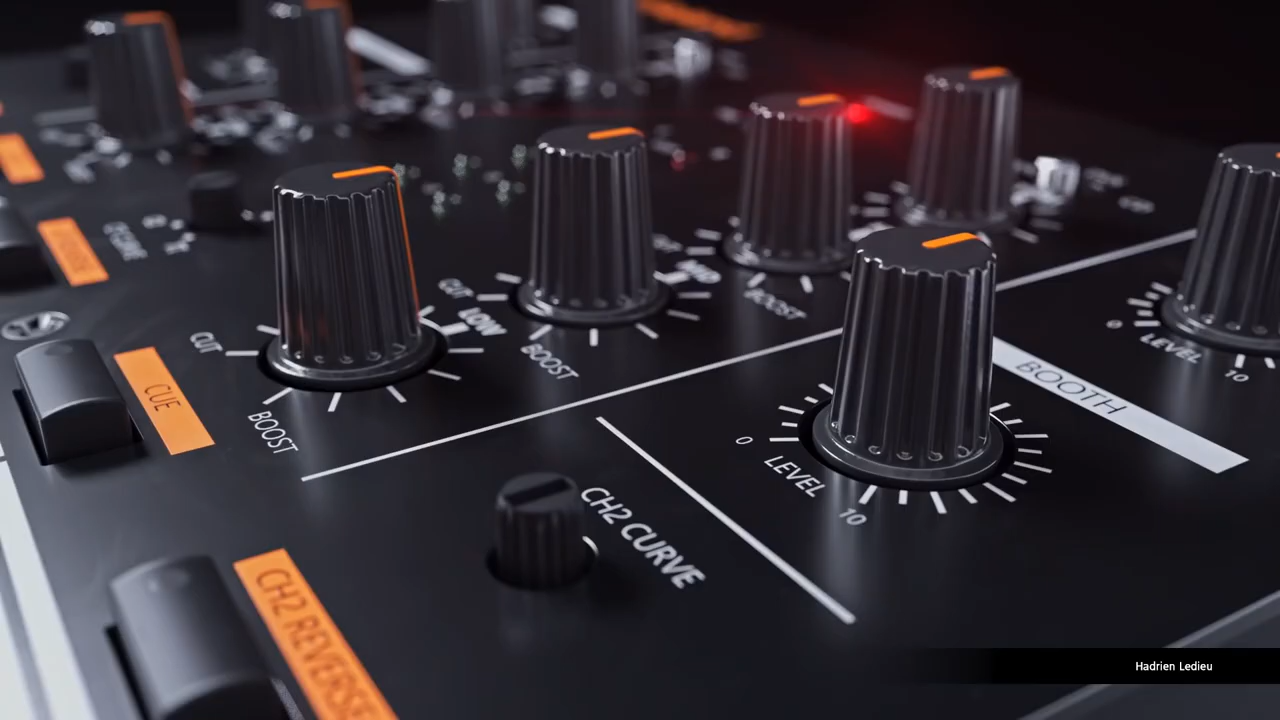 CUT
LOW
MID
BOOST
CUT
BOOST
BOOST
CUE
LEVEL
0
10
BOOTH
0
LEVEL
10
CH2 CURVE
CH2 REVERSE
Hadrien Ledieu